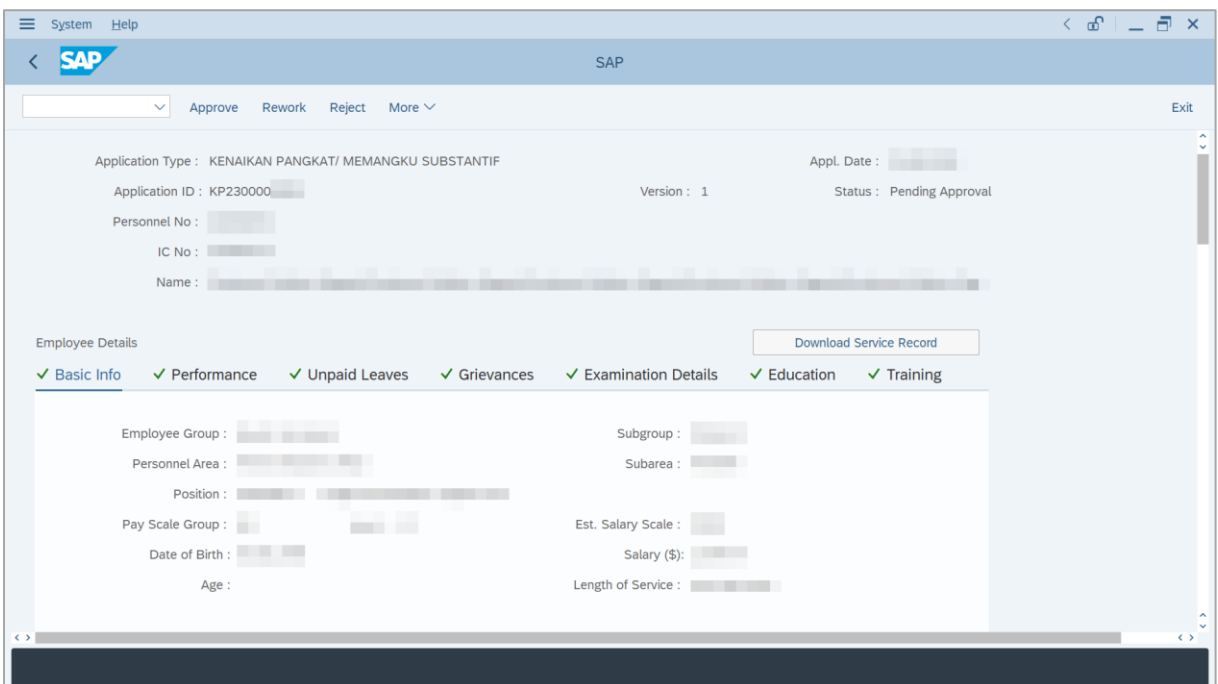 System Help
SAP
SAP
Approve Rework Reject More Exit
Application Type : KENAIKAN PANGKAT/ MEMANGKU SUBSTANTIF Appl. Date :
Application ID : KP230000 Version : 1 Status : Pending Approval
Personnel No :
IC No :
Name :
Employee Details Download Service Record
Basic Info Performance Unpaid Leaves Grievances Examination Details Education Training
Employee Group : Subgroup :
Personnel Area : Subarea :
Position :
Pay Scale Group : Est. Salary Scale :
Date of Birth : Salary ($):
Age : Length of Service :